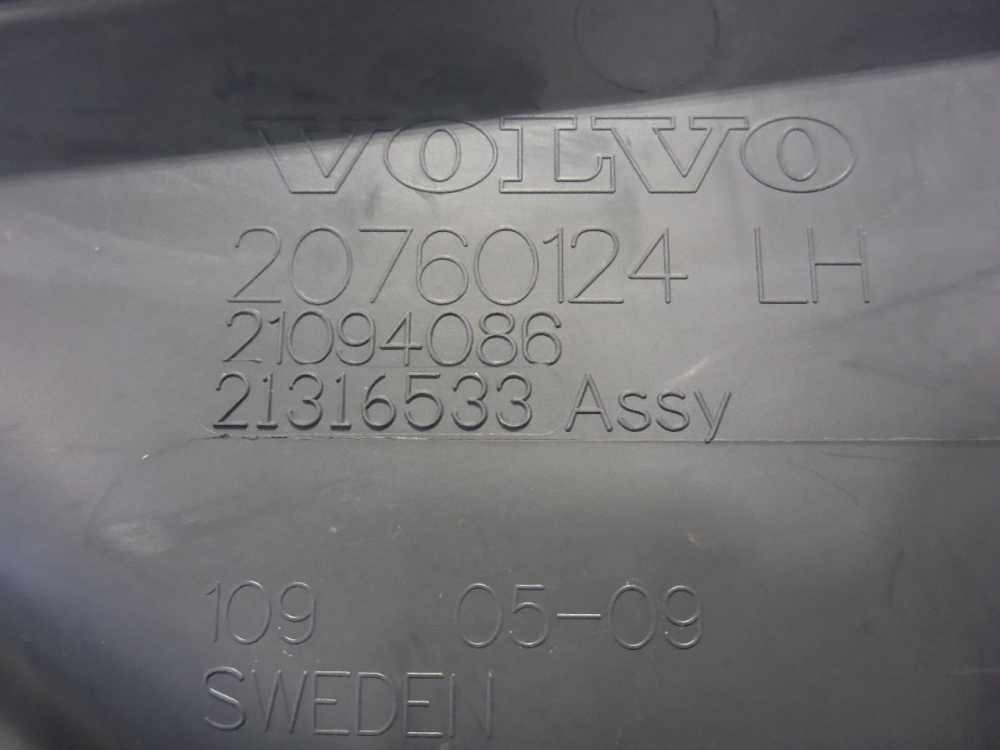 VOLVO
20760124 LH
21094086
21316533 Assy
109 05-09
SWEDEN